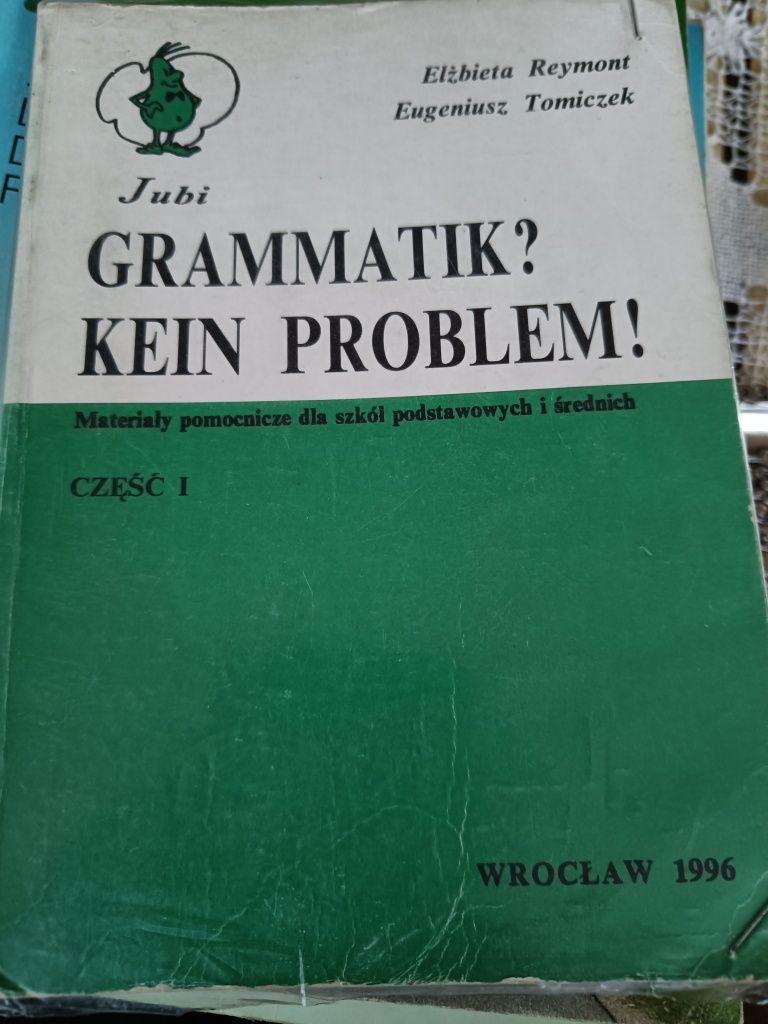 Elżbieta Reymont
Eugeniusz Tomiczek
Jubi
GRAMMATIK?
KEIN PROBLEM!
Materiały pomocnicze dla szkół podstawowych i średnich
CZĘŚĆ I
WROCŁAW 1996